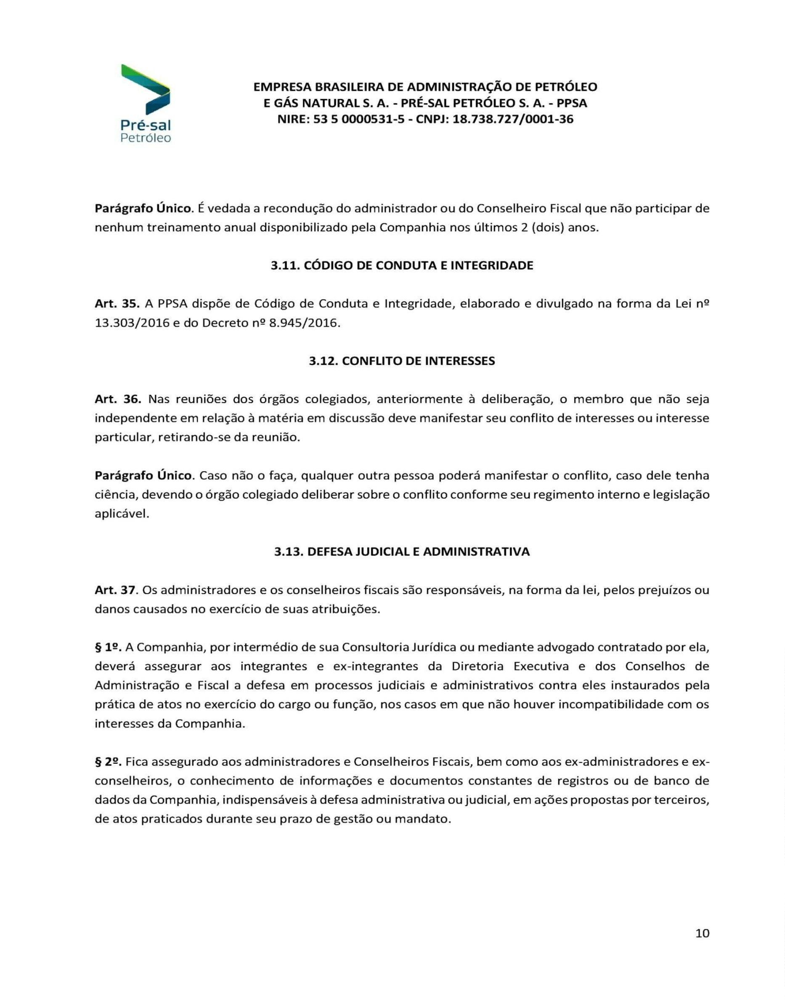 Pré-sal
Petróleo
EMPRESA BRASILEIRA DE ADMINISTRAÇÃO DE PETRÓLEO
E GÁS NATURAL S. A. - PRÉ-SAL PETRÓLEO S. A. - PPSA
NIRE: 53 5 0000531-5 - CNPJ: 18.738.727/0001-36
Parágrafo Único. É vedada a recondução do administrador ou do Conselheiro Fiscal que não participar de
nenhum treinamento anual disponibilizado pela Companhia nos últimos 2 (dois) anos.
3.11. CÓDIGO DE CONDUTA E INTEGRIDADE
Art. 35. A PPSA dispõe de Código de Conduta e Integridade, elaborado e divulgado na forma da Lei nº
13.303/2016 e do Decreto nº 8.945/2016.
3.12. CONFLITO DE INTERESSES
Art. 36. Nas reuniões dos órgãos colegiados, anteriormente à deliberação, o membro que não seja
independente em relação à matéria em discussão deve manifestar seu conflito de interesses ou interesse
particular, retirando-se da reunião.
Parágrafo Único. Caso não o faça, qualquer outra pessoa poderá manifestar o conflito, caso dele tenha
ciência, devendo o órgão colegiado deliberar sobre o conflito conforme seu regimento interno e legislação
aplicável.
3.13. DEFESA JUDICIAL E ADMINISTRATIVA
Art. 37. Os administradores e os conselheiros fiscais são responsáveis, na forma da lei, pelos prejuízos ou
danos causados no exercício de suas atribuições.
§ 1º. A Companhia, por intermédio de sua Consultoria Jurídica ou mediante advogado contratado por ela,
deverá assegurar aos integrantes e ex-integrantes da Diretoria Executiva e dos Conselhos de
Administração e Fiscal a defesa em processos judiciais e administrativos contra eles instaurados pela
prática de atos no exercício do cargo ou função, nos casos em que não houver incompatibilidade com os
interesses da Companhia.
§ 2º. Fica assegurado aos administradores e Conselheiros Fiscais, bem como aos ex-administradores e ex-
conselheiros, o conhecimento de informações e documentos constantes de registros ou de banco de
dados da Companhia, indispensáveis à defesa administrativa ou judicial, em ações propostas por terceiros,
de atos praticados durante seu prazo de gestão ou mandato.
10